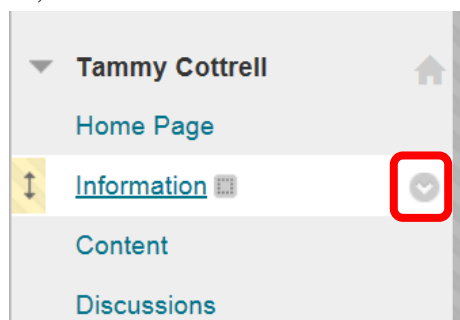 Tammy Cottrell
Home Page
Information
Content
Discussions